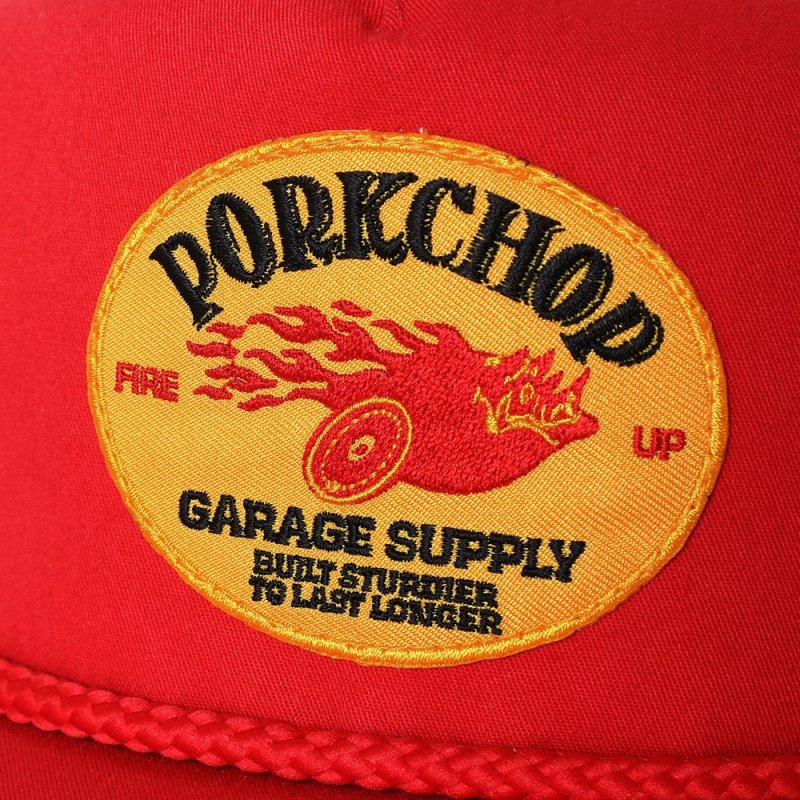 PORKCHOP
FIRE UP
GARAGE SUPPLY
BUILT STURDIER
TO LAST LONGER